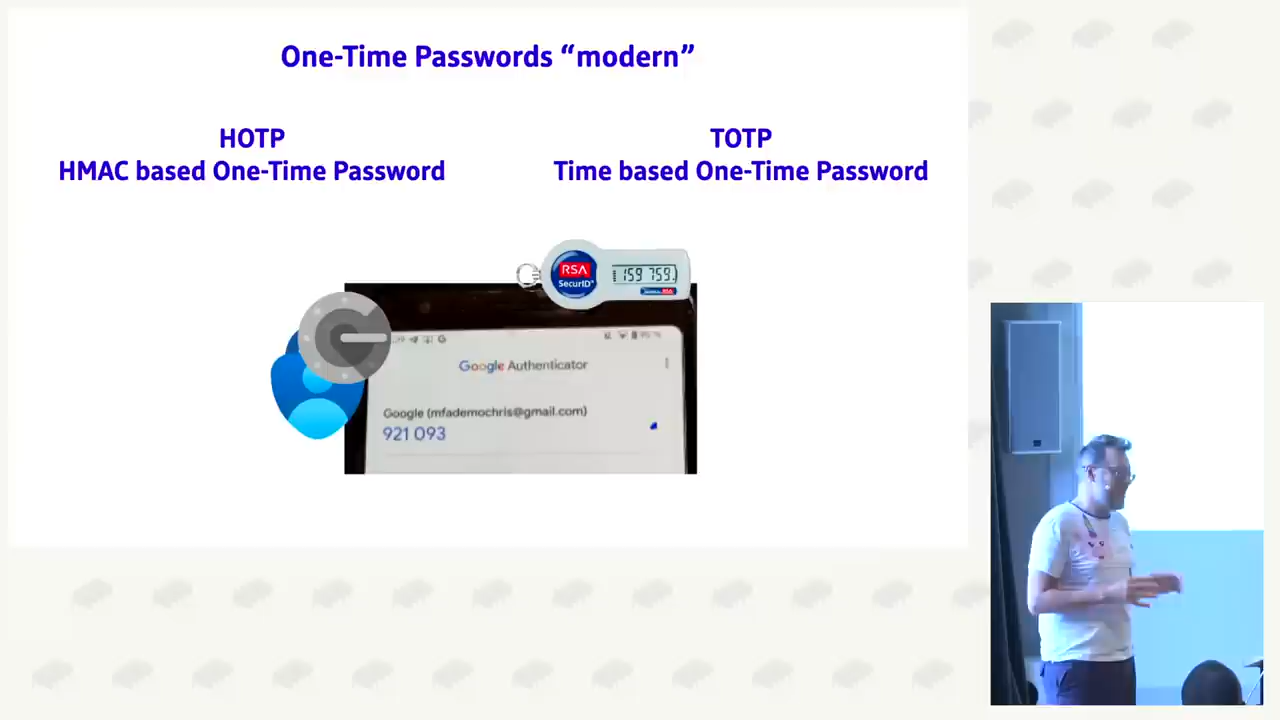 One-Time Passwords “modern”
HOTP
HMAC based One-Time Password
TOTP
Time based One-Time Password
RSA
SecurID
159 759
Google Authenticator
Google (mfademochris@gmail.com)
921 093